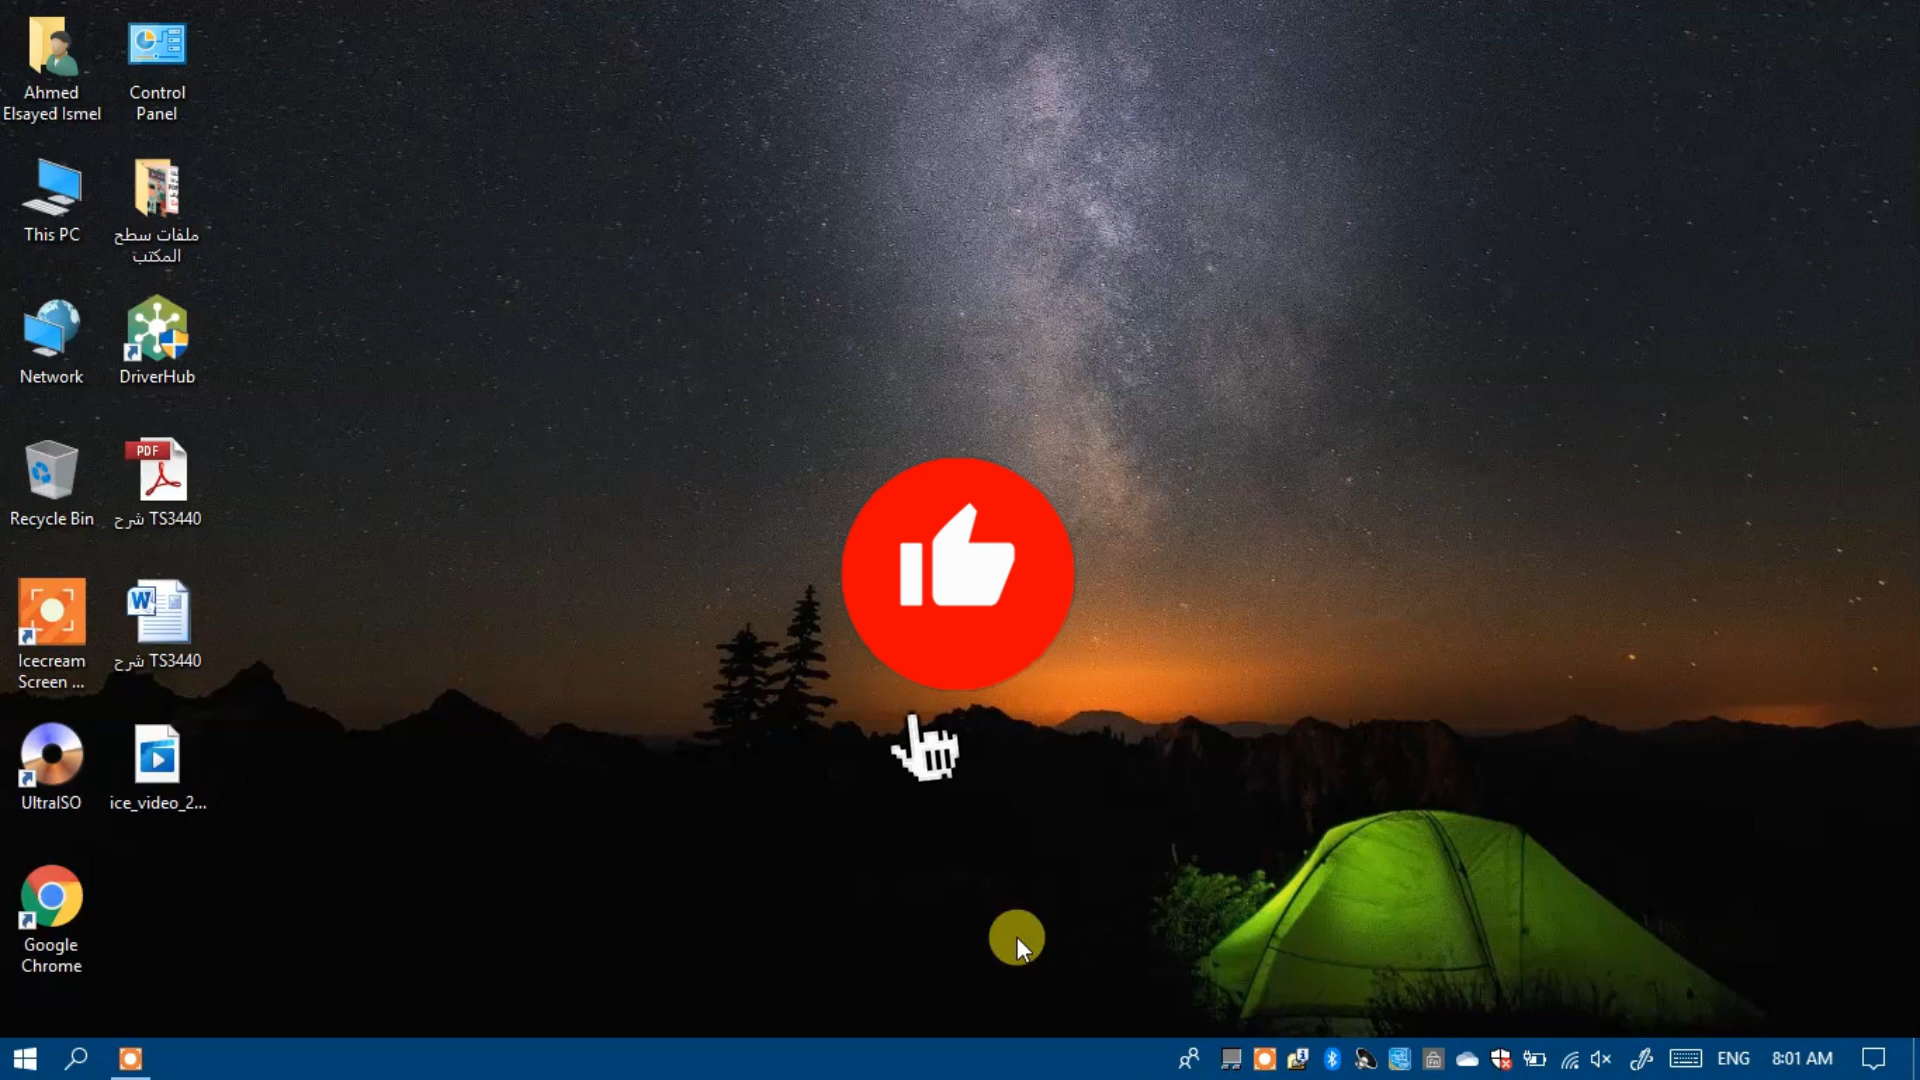 Ahmed
Elsayed Ismel
Control
Panel
This PC
ملفات سطح
المكتب
Network
DriverHub
Recycle Bin
PDF
شرح TS3440
Icecream
Screen ...
W
شرح TS3440
UltraISO
ice_video_2...
Google
Chrome
ENG
8:01 AM